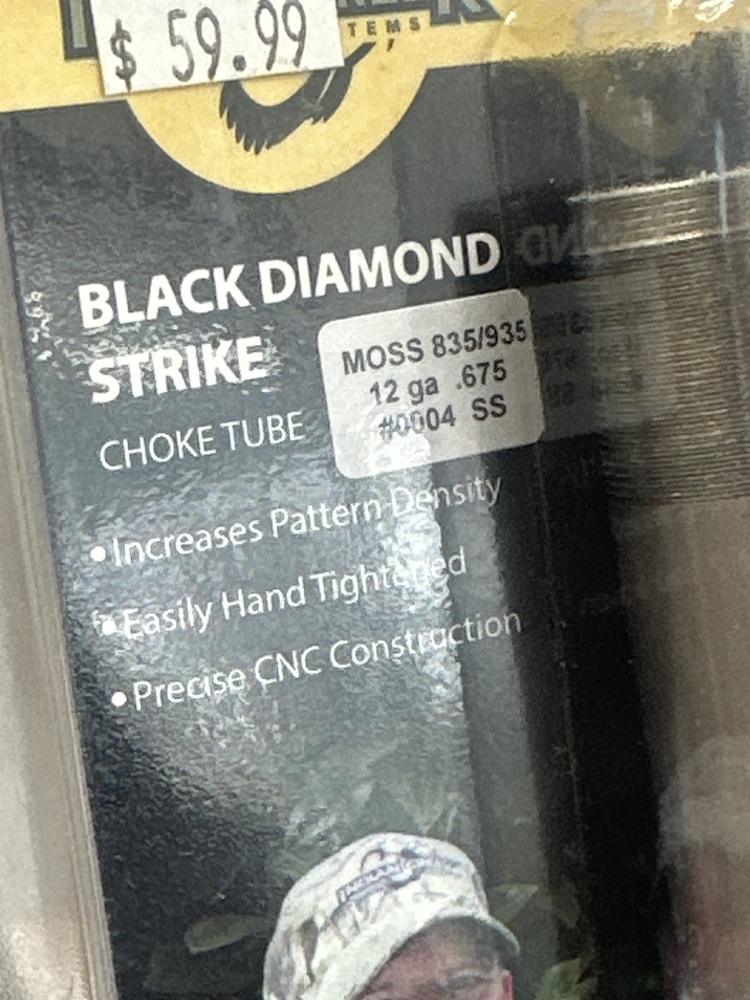 $ 59.99
TEMS
BLACK DIAMOND
STRIKE
CHOKE TUBE
MOSS 835/935
12 ga .675
#0004 SS
•Increases Pattern Density
•Easily Hand Tightened
•Precise CNC Construction